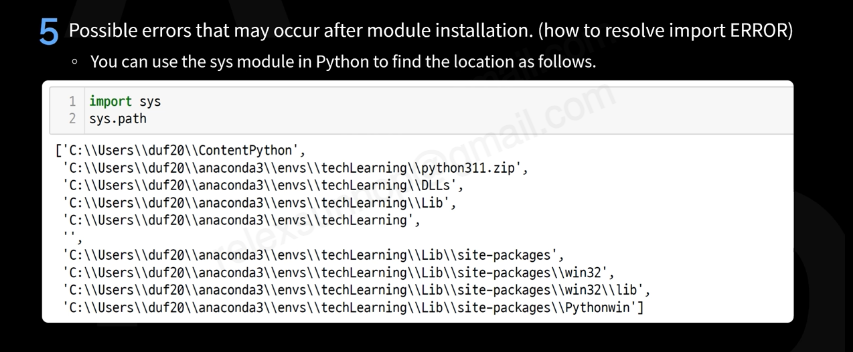 5 Possible errors that may occur after module installation. (how to resolve import ERROR)
◦ You can use the sys module in Python to find the location as follows.
1 import sys
2 sys.path
['C:\\Users\\duf20\\ContentPython',
'C:\\Users\\duf20\\anaconda3\\envs\\techLearning\\python311.zip',
'C:\\Users\\duf20\\anaconda3\\envs\\techLearning\\DLLs',
'C:\\Users\\duf20\\anaconda3\\envs\\techLearning\\Lib',
'C:\\Users\\duf20\\anaconda3\\envs\\techLearning',
'',
'C:\\Users\\duf20\\anaconda3\\envs\\techLearning\\Lib\\site-packages',
'C:\\Users\\duf20\\anaconda3\\envs\\techLearning\\Lib\\site-packages\\win32',
'C:\\Users\\duf20\\anaconda3\\envs\\techLearning\\Lib\\site-packages\\win32\\lib',
'C:\\Users\\duf20\\anaconda3\\envs\\techLearning\\Lib\\site-packages\\Pythonwin']
@gmail.com